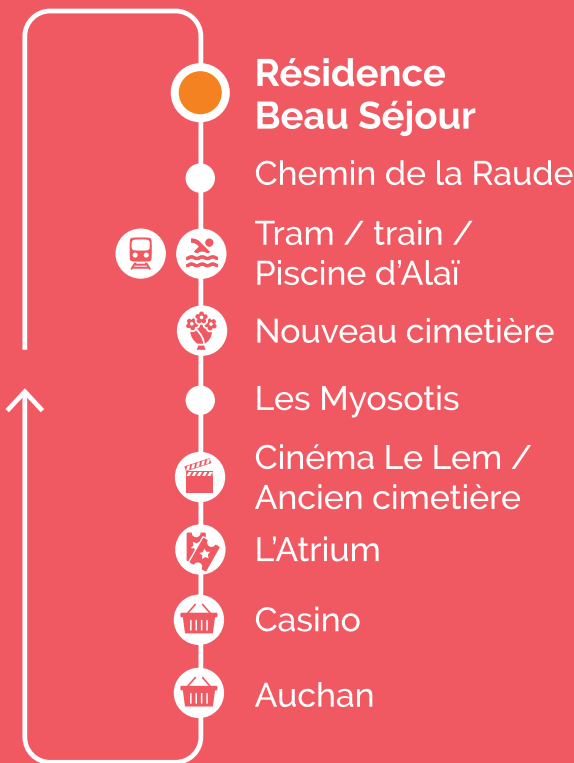 Résidence
Beau Séjour
Chemin de la Raude
Tram / train /
Piscine d'Alaï
Nouveau cimetière
Les Myosotis
Cinéma Le Lem /
Ancien cimetière
L'Atrium
Casino
Auchan